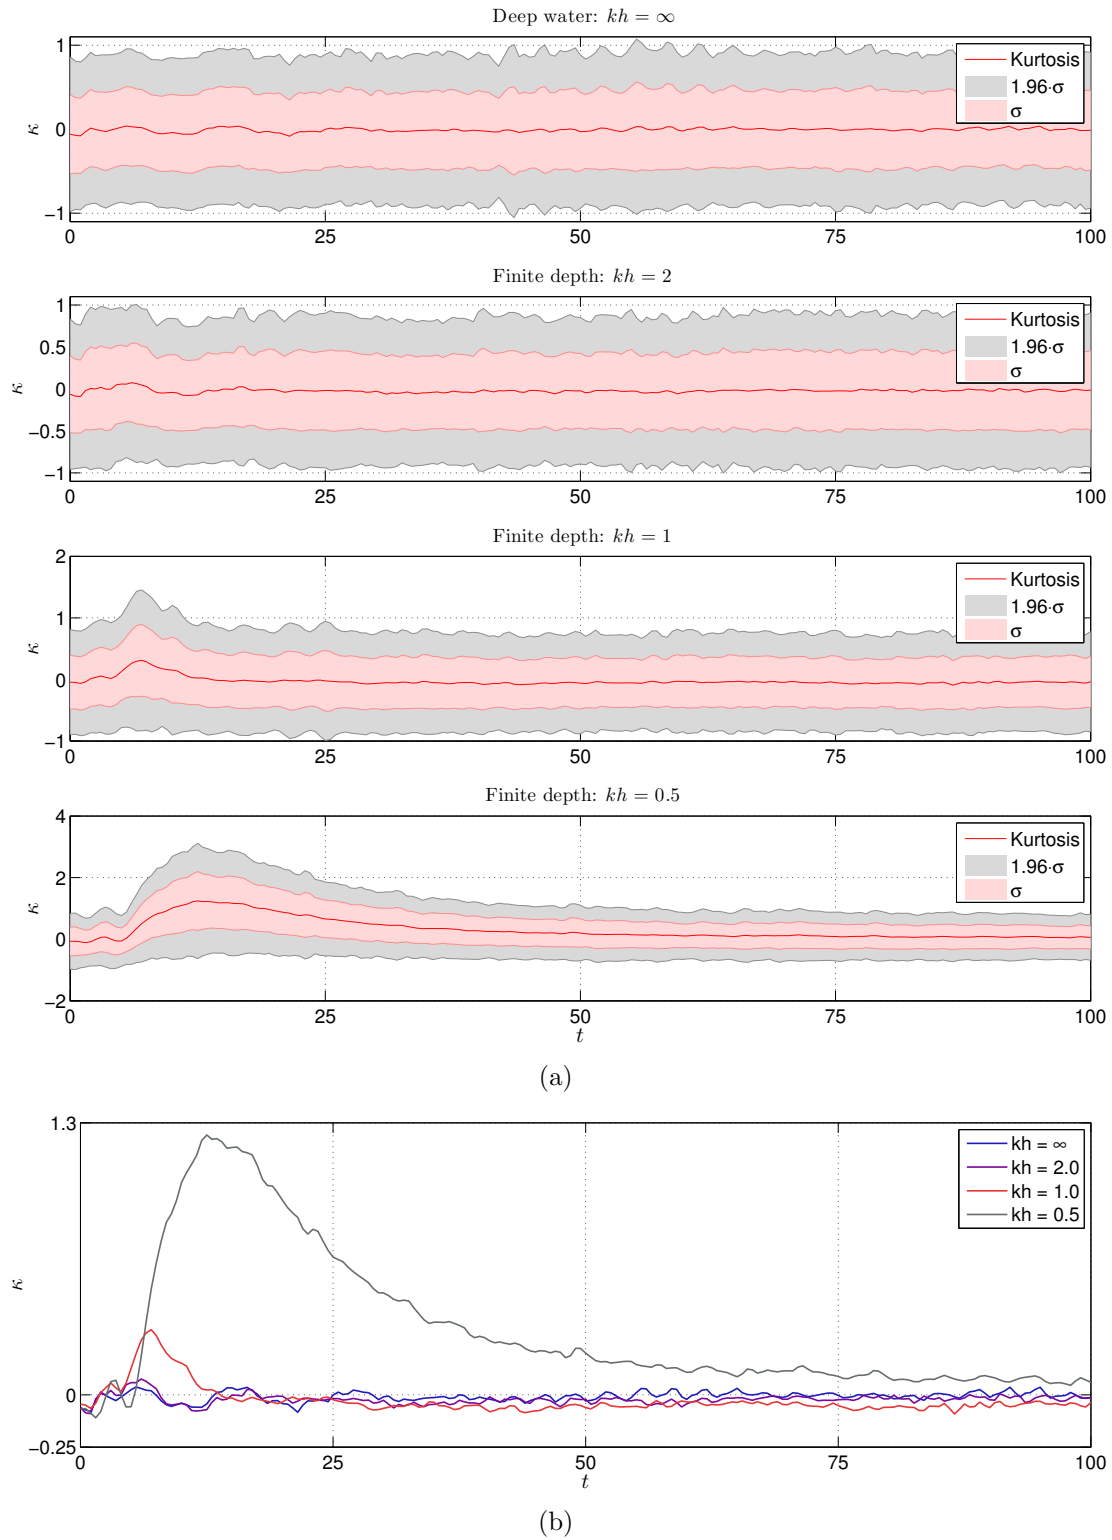 Deep water: kh = ∞
1
0
−1
κ
Kurtosis
1.96·σ
σ
0 25 50 75 100
Finite depth: kh = 2
1
0.5
0
−0.5
−1
κ
Kurtosis
1.96·σ
σ
0 25 50 75 100
Finite depth: kh = 1
2
1
0
−1
κ
Kurtosis
1.96·σ
σ
0 25 50 75 100
Finite depth: kh = 0.5
4
2
0
−2
κ
Kurtosis
1.96·σ
σ
0 25 50 75 100
t
(a)
1.3
0
−0.25
κ
kh = ∞
kh = 2.0
kh = 1.0
kh = 0.5
0 25 50 75 100
t
(b)